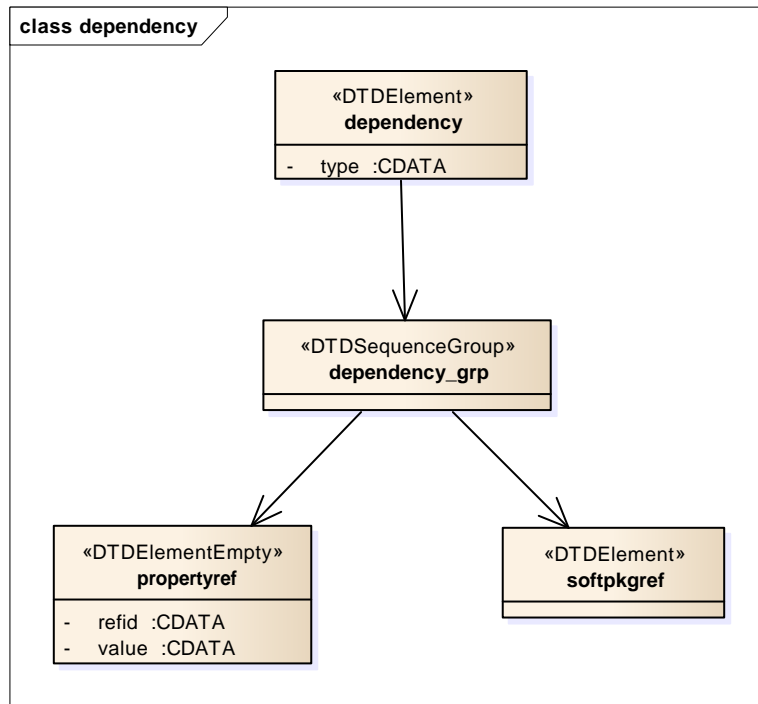 class dependency
«DTDElement»
dependency
- type :CDATA
«DTDSequenceGroup»
dependency_grp
«DTDElementEmpty»
propertyref
- refid :CDATA
- value :CDATA
«DTDElement»
softpkgref